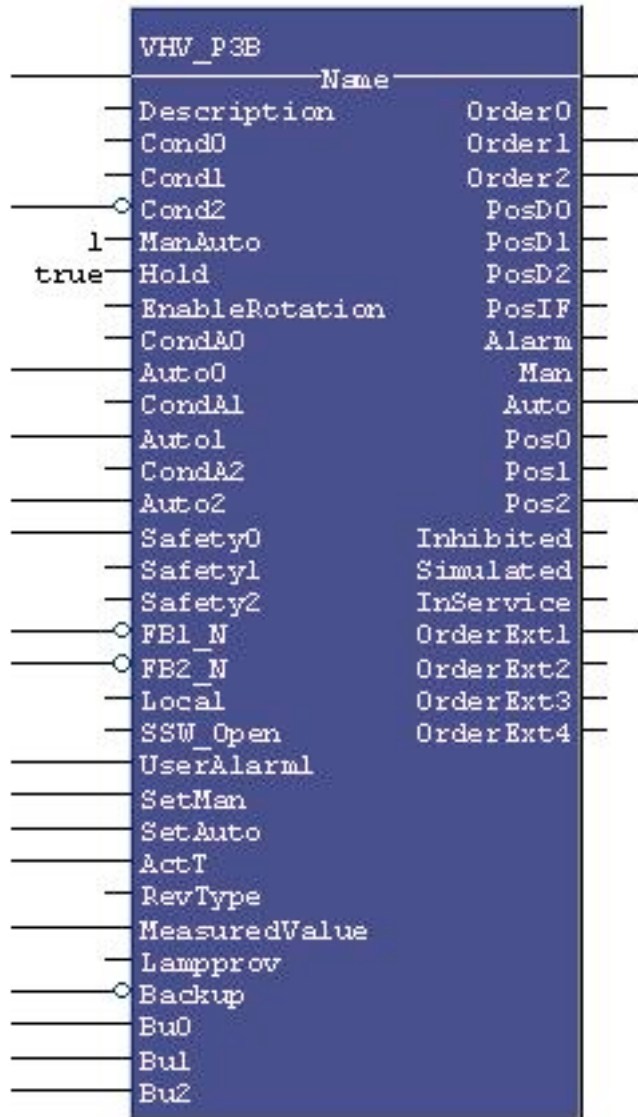 VHV_P3B
Name
Description Order0
Cond0 Order1
Cond1 Order2
Cond2 PosD0
1 ManAuto PosD1
true Hold PosD2
EnableRotation PosIF
CondA0 Alarm
Auto0 Man
CondA1 Auto
Auto1 Pos0
CondA2 Pos1
Auto2 Pos2
Safety0 Inhibited
Safety1 Simulated
Safety2 InService
FB1_N OrderExt1
FB2_N OrderExt2
Local OrderExt3
SSW_Open OrderExt4
UserAlarm1
SetMan
SetAuto
ActT
RevType
MeasuredValue
Lampprov
Backup
Bu0
Bu1
Bu2